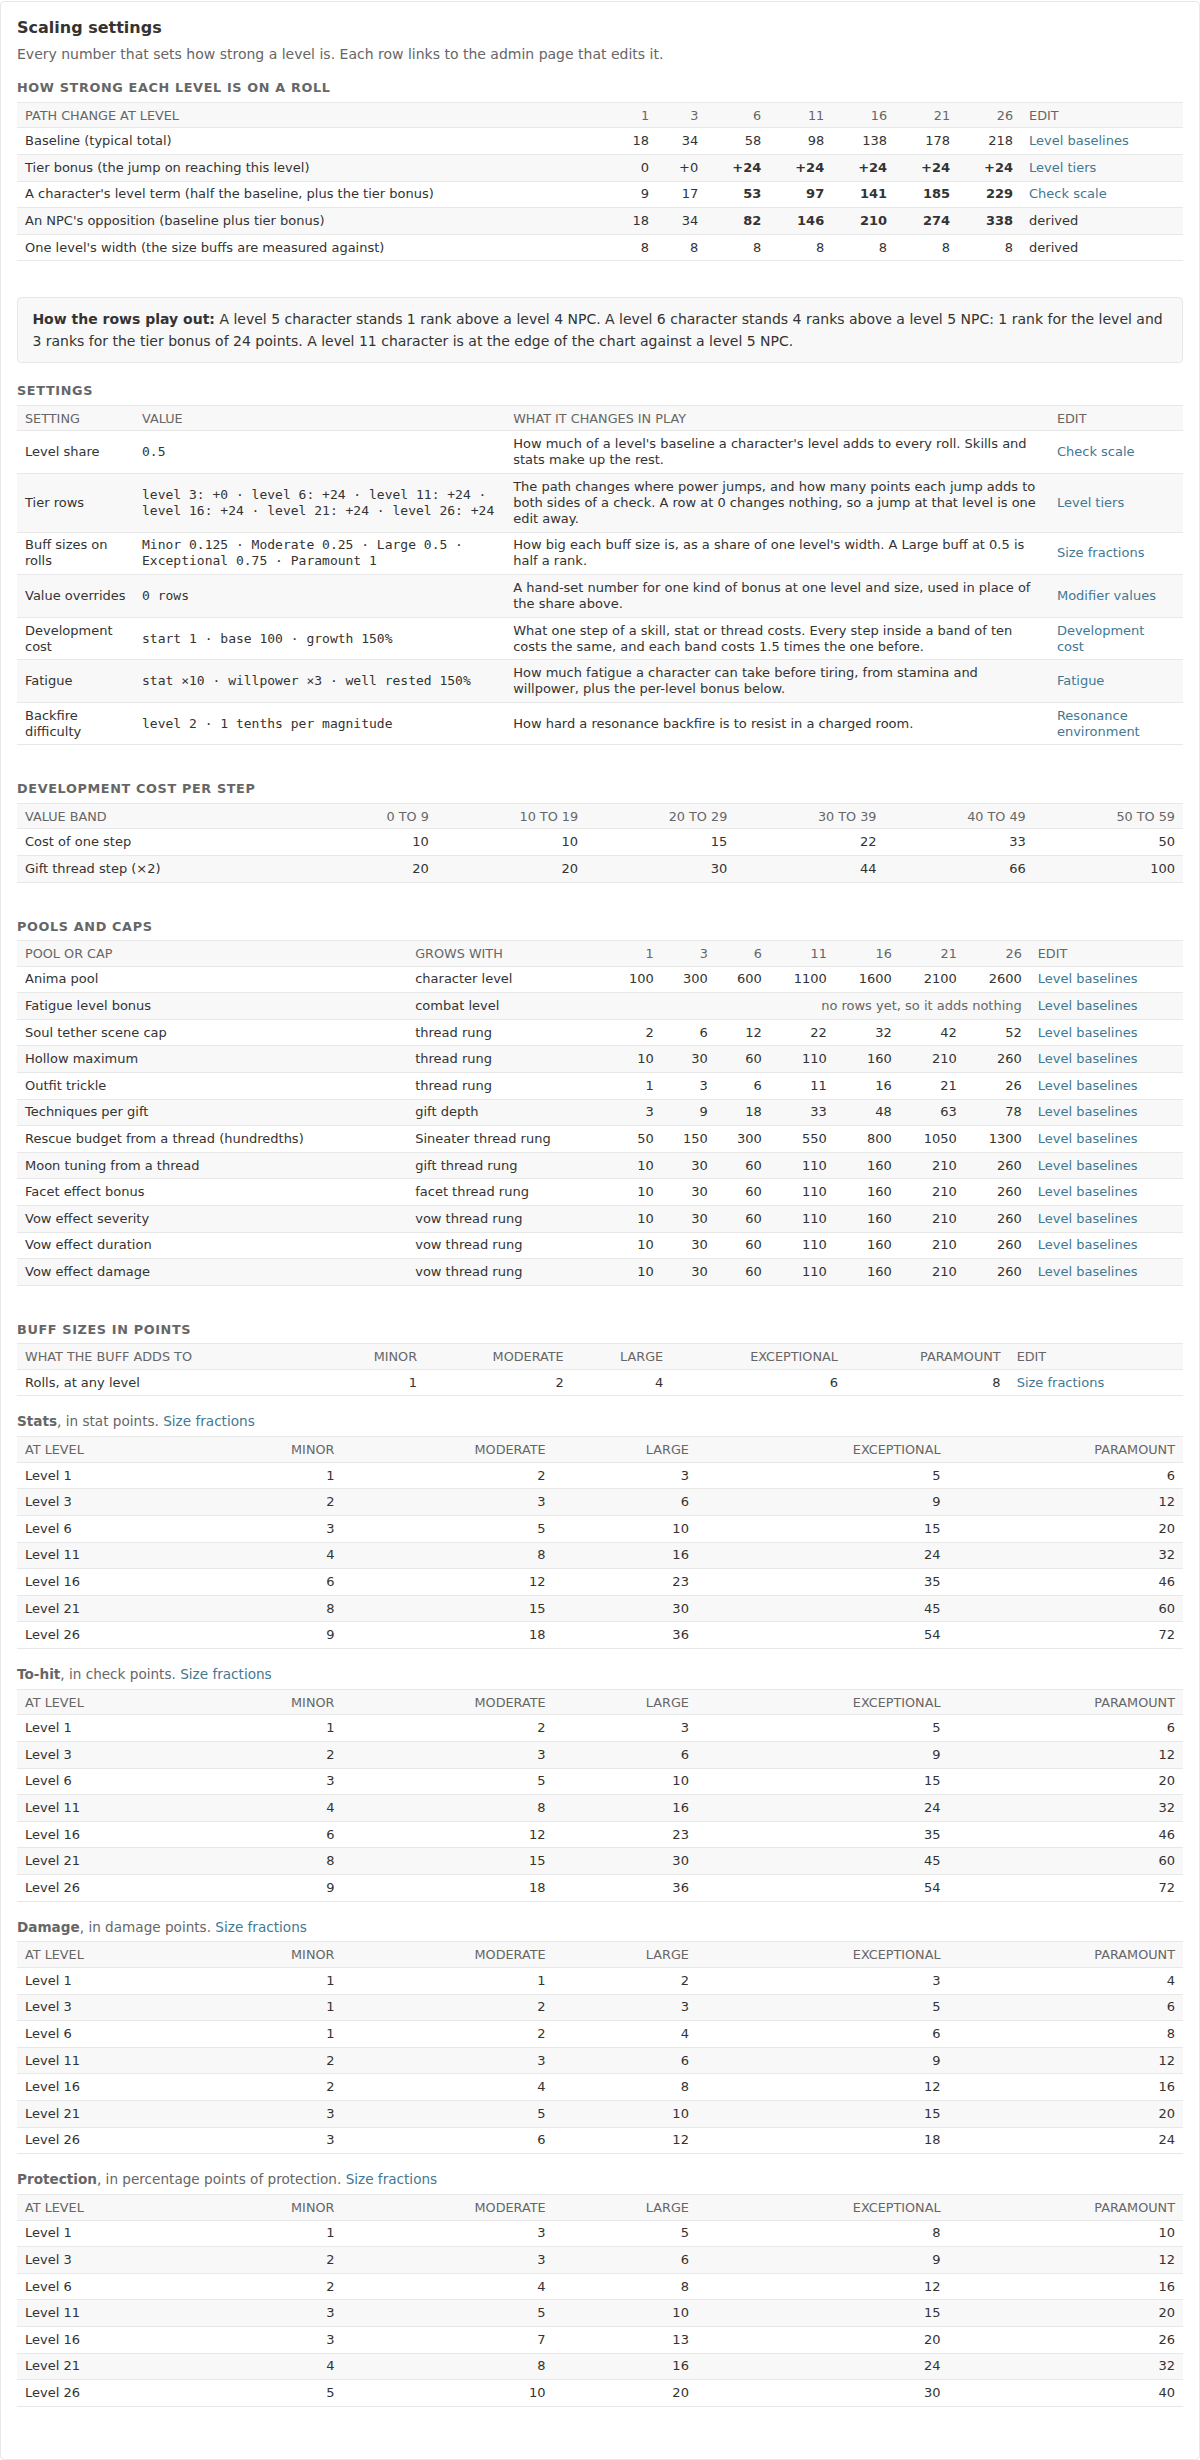 Scaling settings
Every number that sets how strong a level is. Each row links to the admin page that edits it.
HOW STRONG EACH LEVEL IS ON A ROLL
PATH CHANGE AT LEVEL 1 3 6 11 16 21 26 EDIT
Baseline (typical total) 18 34 58 98 138 178 218 Level baselines
Tier bonus (the jump on reaching this level) 0 +0 +24 +24 +24 +24 +24 Level tiers
A character's level term (half the baseline, plus the tier bonus) 9 17 53 97 141 185 229 Check scale
An NPC's opposition (baseline plus tier bonus) 18 34 82 146 210 274 338 derived
One level's width (the size buffs are measured against) 8 8 8 8 8 8 8 derived
How the rows play out: A level 5 character stands 1 rank above a level 4 NPC. A level 6 character stands 4 ranks above a level 5 NPC: 1 rank for the level and
3 ranks for the tier bonus of 24 points. A level 11 character is at the edge of the chart against a level 5 NPC.
SETTINGS
SETTING VALUE WHAT IT CHANGES IN PLAY EDIT
Level share 0.5 How much of a level's baseline a character's level adds to every roll. Skills and
stats make up the rest. Check scale
Tier rows level 3: +0 · level 6: +24 · level 11: +24 ·
level 16: +24 · level 21: +24 · level 26: +24
The path changes where power jumps, and how many points each jump adds to
both sides of a check. A row at 0 changes nothing, so a jump at that level is one
edit away.
Level tiers
Buff sizes on
rolls
Minor 0.125 · Moderate 0.25 · Large 0.5 ·
Exceptional 0.75 · Paramount 1
How big each buff size is, as a share of one level's width. A Large buff at 0.5 is
half a rank.
Size fractions
Value overrides 0 rows A hand-set number for one kind of bonus at one level and size, used in place of
the share above. Modifier values
Development
cost
start 1 · base 100 · growth 150%
What one step of a skill, stat or thread costs. Every step inside a band of ten
costs the same, and each band costs 1.5 times the one before.
Development
cost
Fatigue stat ×10 · willpower ×3 · well rested 150% How much fatigue a character can take before tiring, from stamina and
willpower, plus the per-level bonus below. Fatigue
Backfire
difficulty
level 2 · 1 tenths per magnitude
How hard a resonance backfire is to resist in a charged room.
Resonance
environment
DEVELOPMENT COST PER STEP
VALUE BAND 0 TO 9 10 TO 19 20 TO 29 30 TO 39 40 TO 49 50 TO 59
Cost of one step 10 10 15 22 33 50
Gift thread step (×2) 20 20 30 44 66 100
POOLS AND CAPS
POOL OR CAP GROWS WITH 1 3 6 11 16 21 26 EDIT
Anima pool character level 100 300 600 1100 1600 2100 2600 Level baselines
Fatigue level bonus combat level no rows yet, so it adds nothing Level baselines
Soul tether scene cap thread rung 2 6 12 22 32 42 52 Level baselines
Hollow maximum thread rung 10 30 60 110 160 210 260 Level baselines
Outfit trickle thread rung 1 3 6 11 16 21 26 Level baselines
Techniques per gift gift depth 3 9 18 33 48 63 78 Level baselines
Rescue budget from a thread (hundredths) Sineater thread rung 50 150 300 550 800 1050 1300 Level baselines
Moon tuning from a thread gift thread rung 10 30 60 110 160 210 260 Level baselines
Facet effect bonus facet thread rung 10 30 60 110 160 210 260 Level baselines
Vow effect severity vow thread rung 10 30 60 110 160 210 260 Level baselines
Vow effect duration vow thread rung 10 30 60 110 160 210 260 Level baselines
Vow effect damage vow thread rung 10 30 60 110 160 210 260 Level baselines
BUFF SIZES IN POINTS
WHAT THE BUFF ADDS TO MINOR MODERATE LARGE EXCEPTIONAL PARAMOUNT EDIT
Rolls, at any level 1 2 4 6 8 Size fractions
Stats, in stat points. Size fractions
AT LEVEL MINOR MODERATE LARGE EXCEPTIONAL PARAMOUNT
Level 1 1 2 3 5 6
Level 3 2 3 6 9 12
Level 6 3 5 10 15 20
Level 11 4 8 16 24 32
Level 16 6 12 23 35 46
Level 21 8 15 30 45 60
Level 26 9 18 36 54 72
To-hit, in check points. Size fractions
AT LEVEL MINOR MODERATE LARGE EXCEPTIONAL PARAMOUNT
Level 1 1 2 3 5 6
Level 3 2 3 6 9 12
Level 6 3 5 10 15 20
Level 11 4 8 16 24 32
Level 16 6 12 23 35 46
Level 21 8 15 30 45 60
Level 26 9 18 36 54 72
Damage, in damage points. Size fractions
AT LEVEL MINOR MODERATE LARGE EXCEPTIONAL PARAMOUNT
Level 1 1 1 2 3 4
Level 3 1 2 3 5 6
Level 6 1 2 4 6 8
Level 11 2 3 6 9 12
Level 16 2 4 8 12 16
Level 21 3 5 10 15 20
Level 26 3 6 12 18 24
Protection, in percentage points of protection. Size fractions
AT LEVEL MINOR MODERATE LARGE EXCEPTIONAL PARAMOUNT
Level 1 1 3 5 8 10
Level 3 2 3 6 9 12
Level 6 2 4 8 12 16
Level 11 3 5 10 15 20
Level 16 3 7 13 20 26
Level 21 4 8 16 24 32
Level 26 5 10 20 30 40